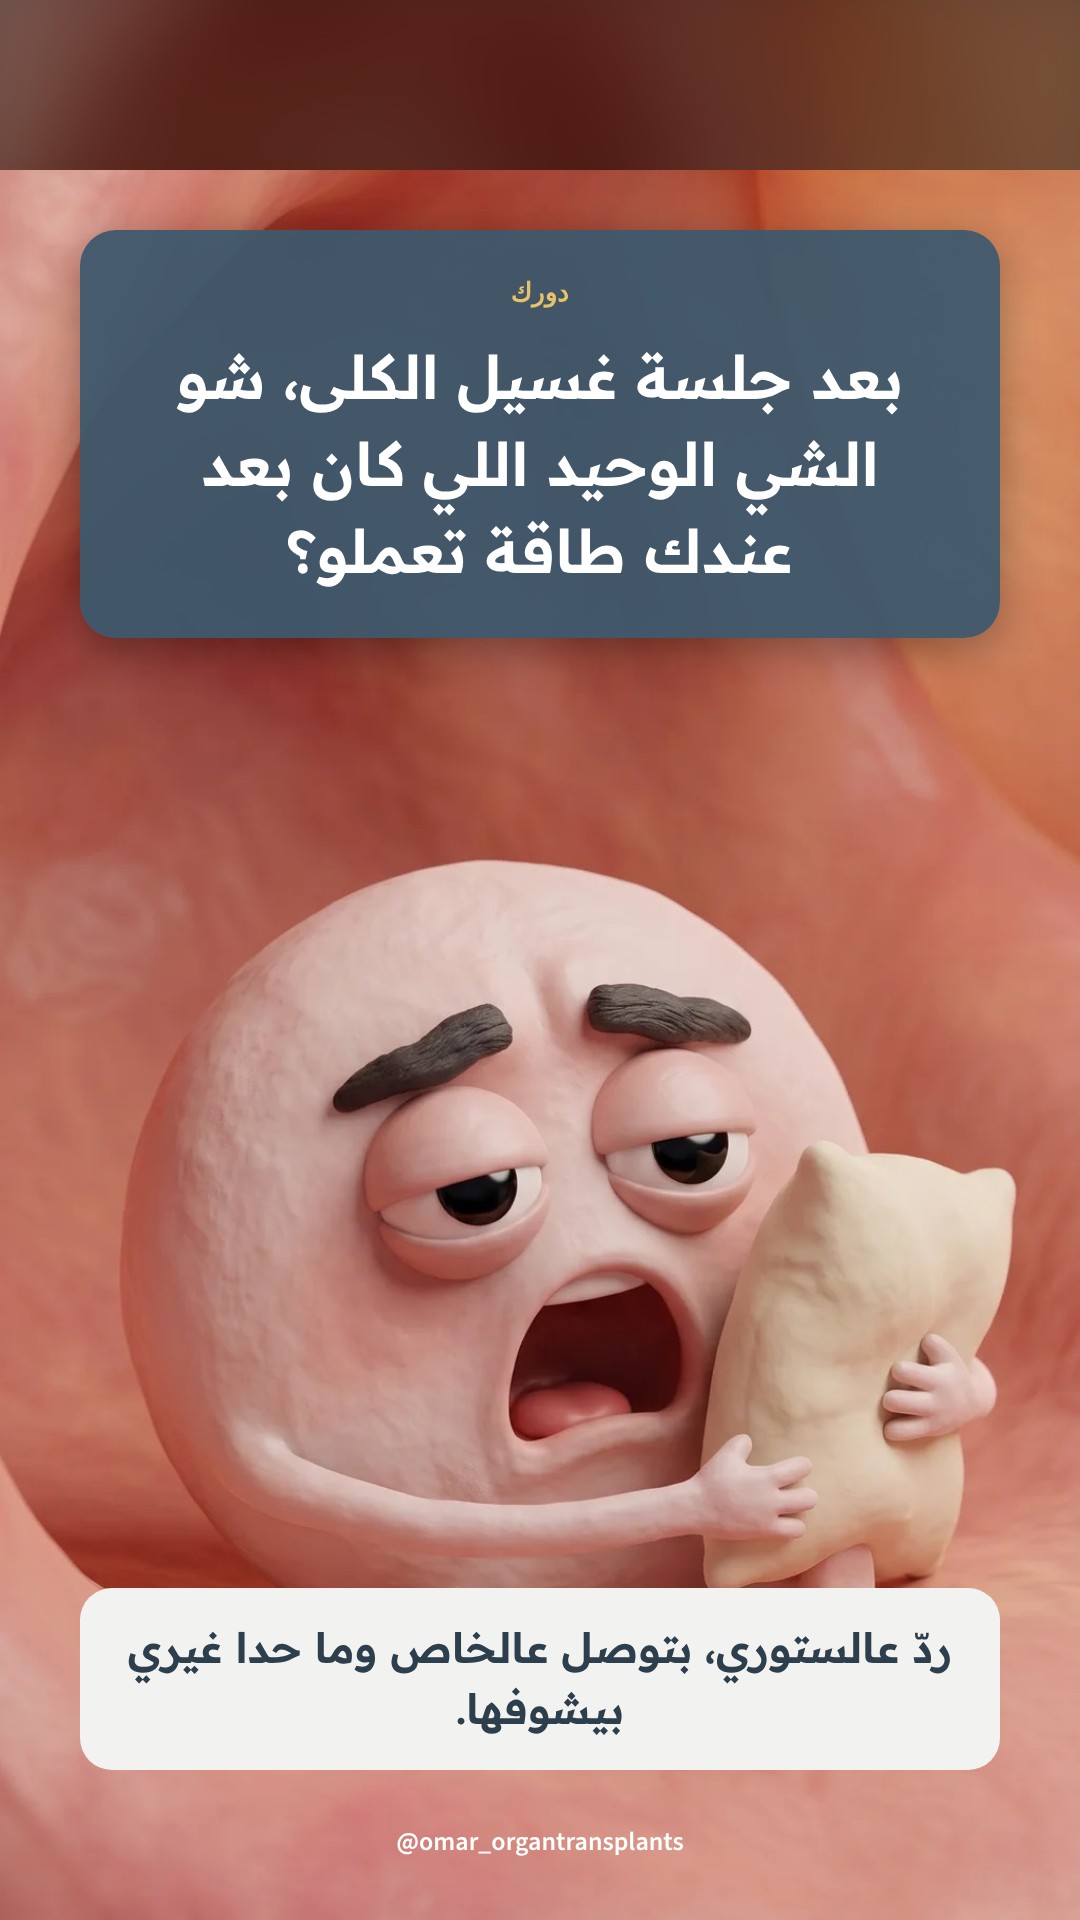 دورك
بعد جلسة غسيل الكلى، شو
الشي الوحيد اللي كان بعد
عندك طاقة تعملو؟
ردّ عالستوري، بتوصل عالخاص وما حدا غيري
بيشوفها.
@omar_organtransplants